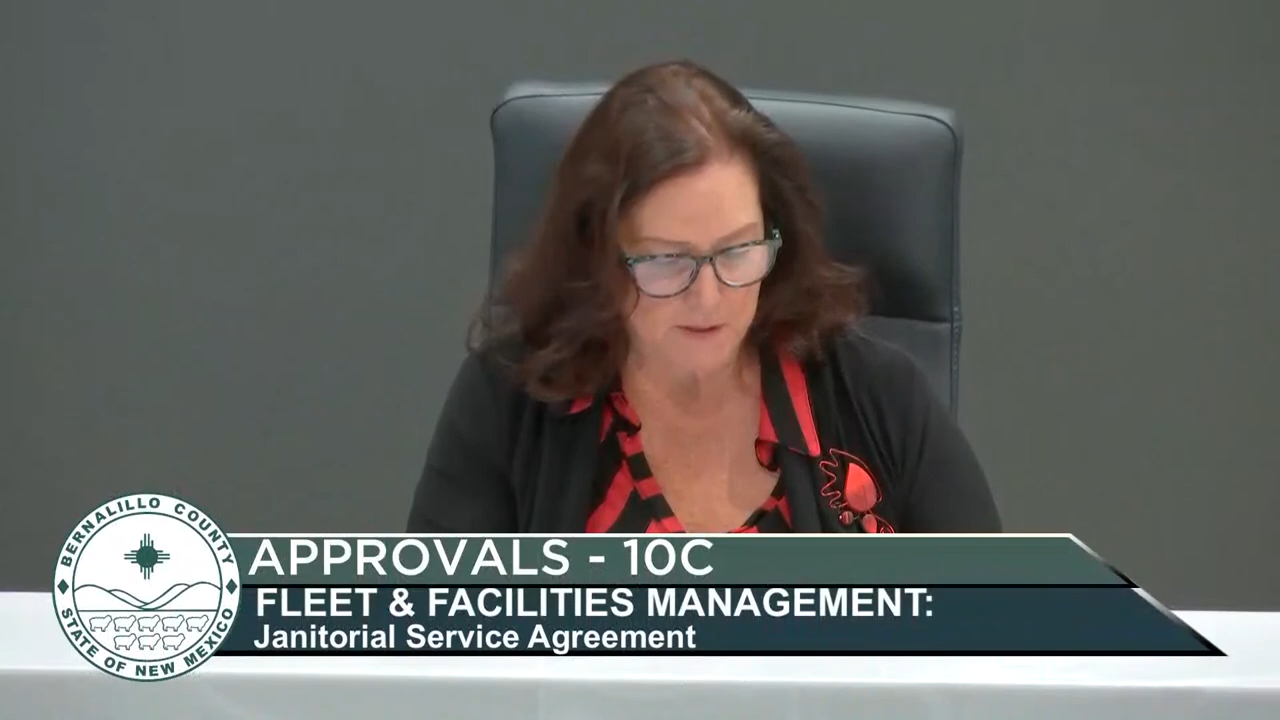 BERNALILLO COUNTY
STATE OF NEW MEXICO
APPROVALS - 10C
FLEET & FACILITIES MANAGEMENT:
Janitorial Service Agreement